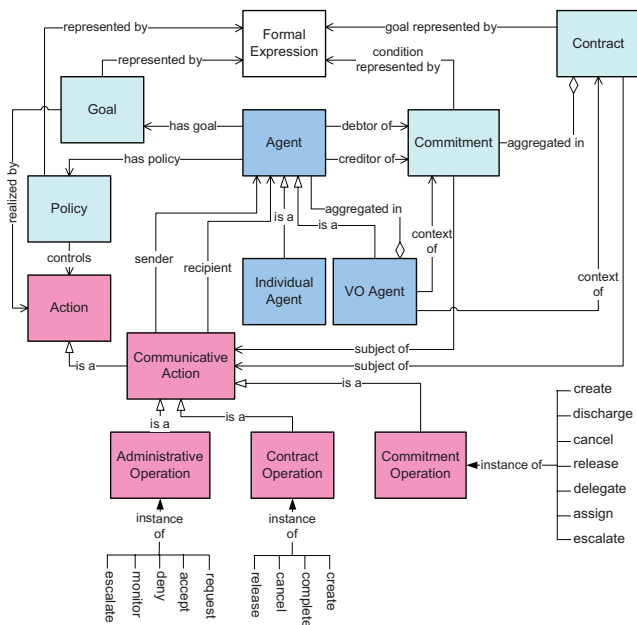 represented by
Formal
Expression
goal represented by
Contract
represented by
condition
represented by
Goal
has goal
Agent
debtor of
creditor of
Commitment
aggregated in
has policy
realized by
Policy
controls
sender
recipient
is a
aggregated in
is a
context
of
context
of
Action
Individual
Agent
VO Agent
is a
Communicative
Action
subject of
subject of
is a
is a
is a
Administrative
Operation
Contract
Operation
Commitment
Operation
instance of
create
discharge
cancel
release
delegate
assign
escalate
instance
of
instance
of
escalate
monitor
deny
accept
request
release
cancel
complete
create